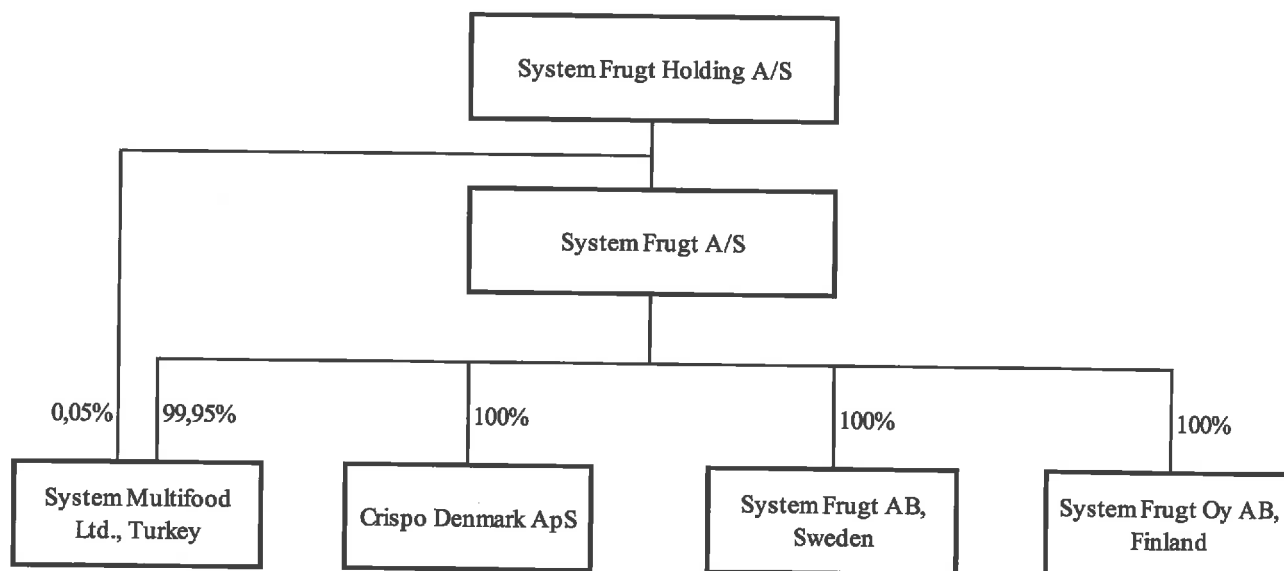 System Frugt Holding A/S
System Frugt A/S
0,05%
99,95%
100%
100%
100%
System Multifood
Ltd., Turkey
Crispo Denmark ApS
System Frugt AB,
Sweden
System Frugt Oy AB,
Finland